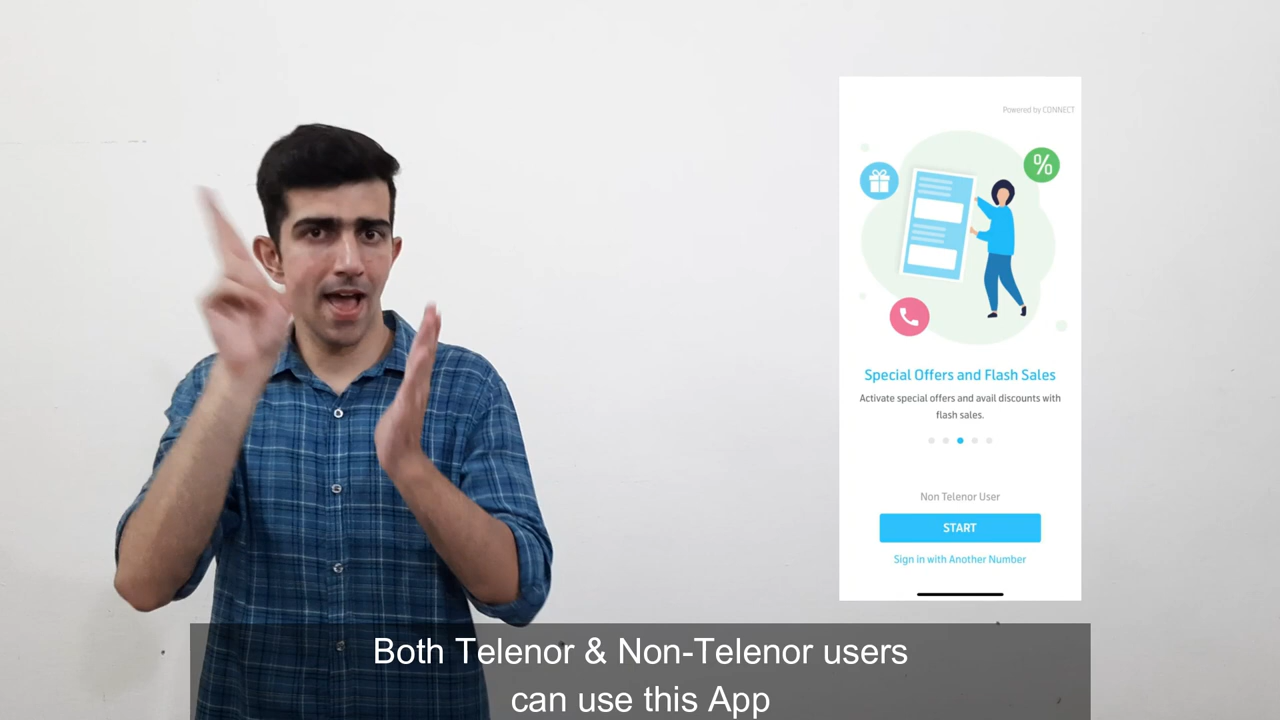 Powered by CONNECT
%
Special Offers and Flash Sales
Activate special offers and avail discounts with
flash sales.
Non Telenor User
START
Sign in with Another Number
Both Telenor & Non-Telenor users
can use this App